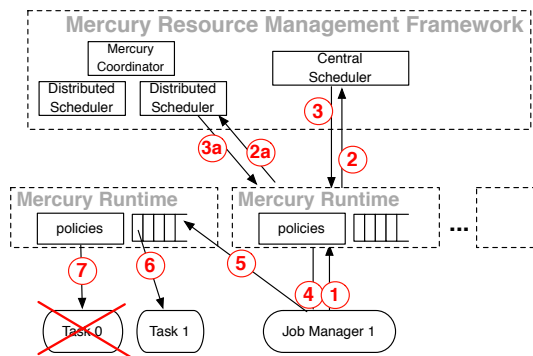 Mercury Resource Management Framework
Mercury
Coordinator
Central
Scheduler
Distributed
Scheduler
Distributed
Scheduler
3
3a
2a
2
Mercury Runtime
Mercury Runtime
policies
policies
...
7
6
5
4
1
Task 0
Task 1
Job Manager 1